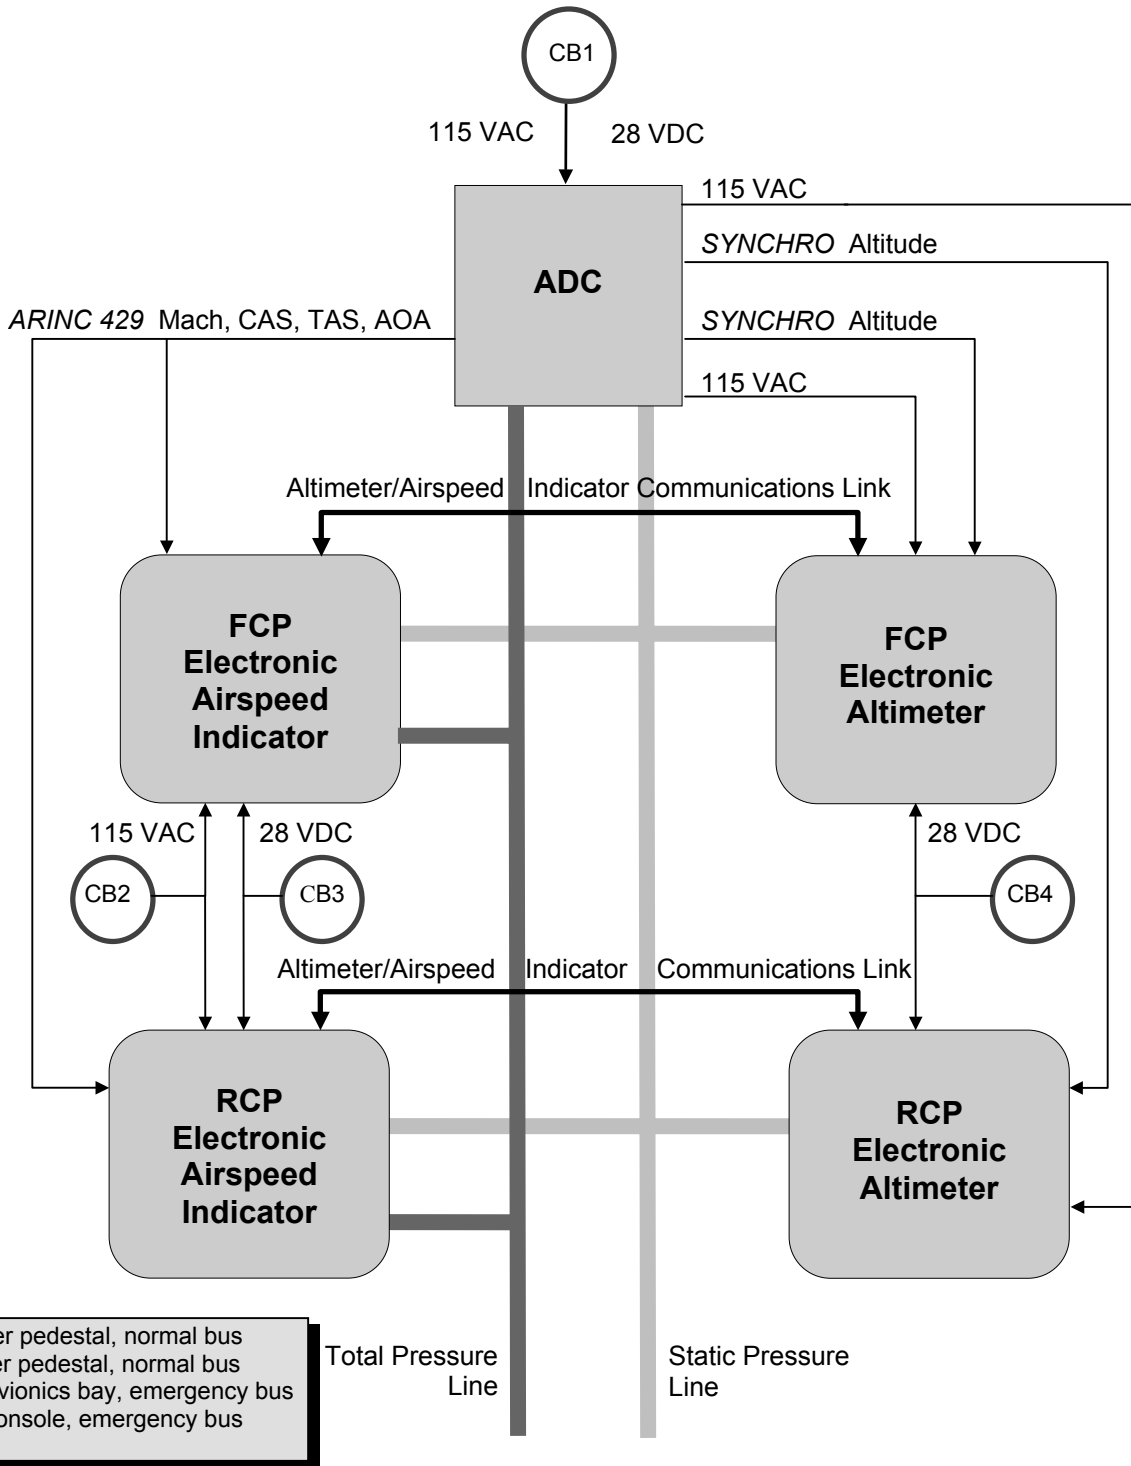 CB1
115 VAC 28 VDC
115 VAC
SYNCHRO Altitude
ADC
ARINC 429 Mach, CAS, TAS, AOA
SYNCHRO Altitude
115 VAC
Altimeter/Airspeed Indicator Communications Link
FCP
Electronic
Airspeed
Indicator
FCP
Electronic
Altimeter
115 VAC
28 VDC
28 VDC
CB2
CB3
CB4
Altimeter/Airspeed Indicator Communications Link
RCP
Electronic
Airspeed
Indicator
RCP
Electronic
Altimeter
pedestal, normal bus
pedestal, normal bus
bay, emergency bus
emergency bus
Total Pressure
Line
Static Pressure
Line